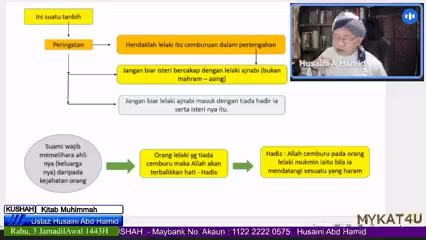 Ini suatu tanbih
Peringatan
Hendaklah lelaki itu cemburuan dalam pertengahan
Jangan biar isteri bercakap dengan lelaki ajnabi (bukan
mahram – asing)
Jangan biar lelaki ajnabi masuk dengan tiada hadir ia
serta isteri nya itu.
Husaini A Hamid
Suami wajib
memelihara ahli
nya (keluarga
nya) daripada
kejahatan orang
Orang lelaki yg tiada
cemburu maka Allah akan
terbalikkan hati - Hadis
Hadis : Allah cemburu pada orang
lelaki mukmin iaitu bila ia
mendatangi sesuatu yang haram
KUSHAH Kitab Muhimmah
Ustaz Husaini Abd Hamid
MYKAT4U
Rabu, 3 JamadilAwal 1443H
SHAH - Maybank No. Akaun : 1122 2222 0575 Husaini Abd Hamid